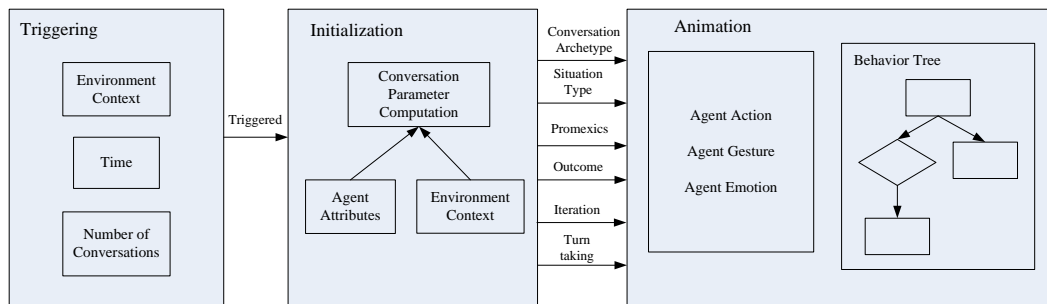 Triggering
Environment
Context
Time
Number of
Conversations
Triggered
Initialization
Conversation
Parameter
Computation
Agent
Attributes
Environment
Context
Conversation
Archetype
Situation
Type
Promexics
Outcome
Iteration
Turn
taking
Animation
Agent Action
Agent Gesture
Agent Emotion
Behavior Tree